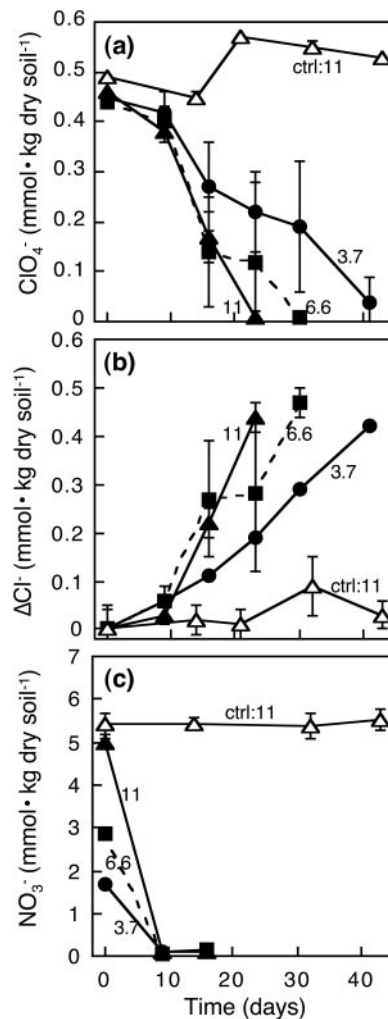 (a)
0.6
0.5
0.4
0.3
0.2
0.1
0
ClO₄⁻ (mmol•kg dry soil⁻¹)
ctrl:11
3.7
11
6.6
(b)
0.6
0.5
0.4
0.3
0.2
0.1
0
ΔCl⁻ (mmol•kg dry soil⁻¹)
11
6.6
3.7
ctrl:11
(c)
7
6
5
4
3
2
1
0
NO₃⁻ (mmol•kg dry soil⁻¹)
ctrl:11
11
6.6
3.7
0 10 20 30 40
Time (days)